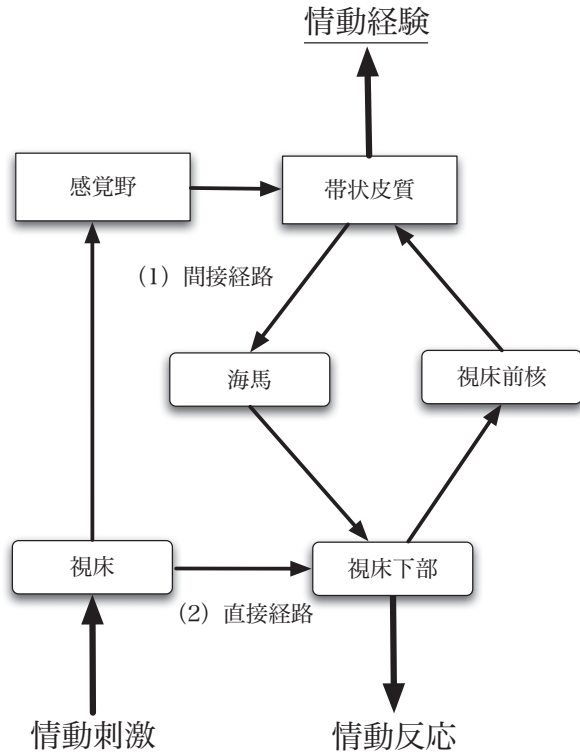 情動経験
感覚野
帯状皮質
(1) 間接経路
海馬
視床前核
視床
視床下部
(2) 直接経路
情動刺激
情動反応